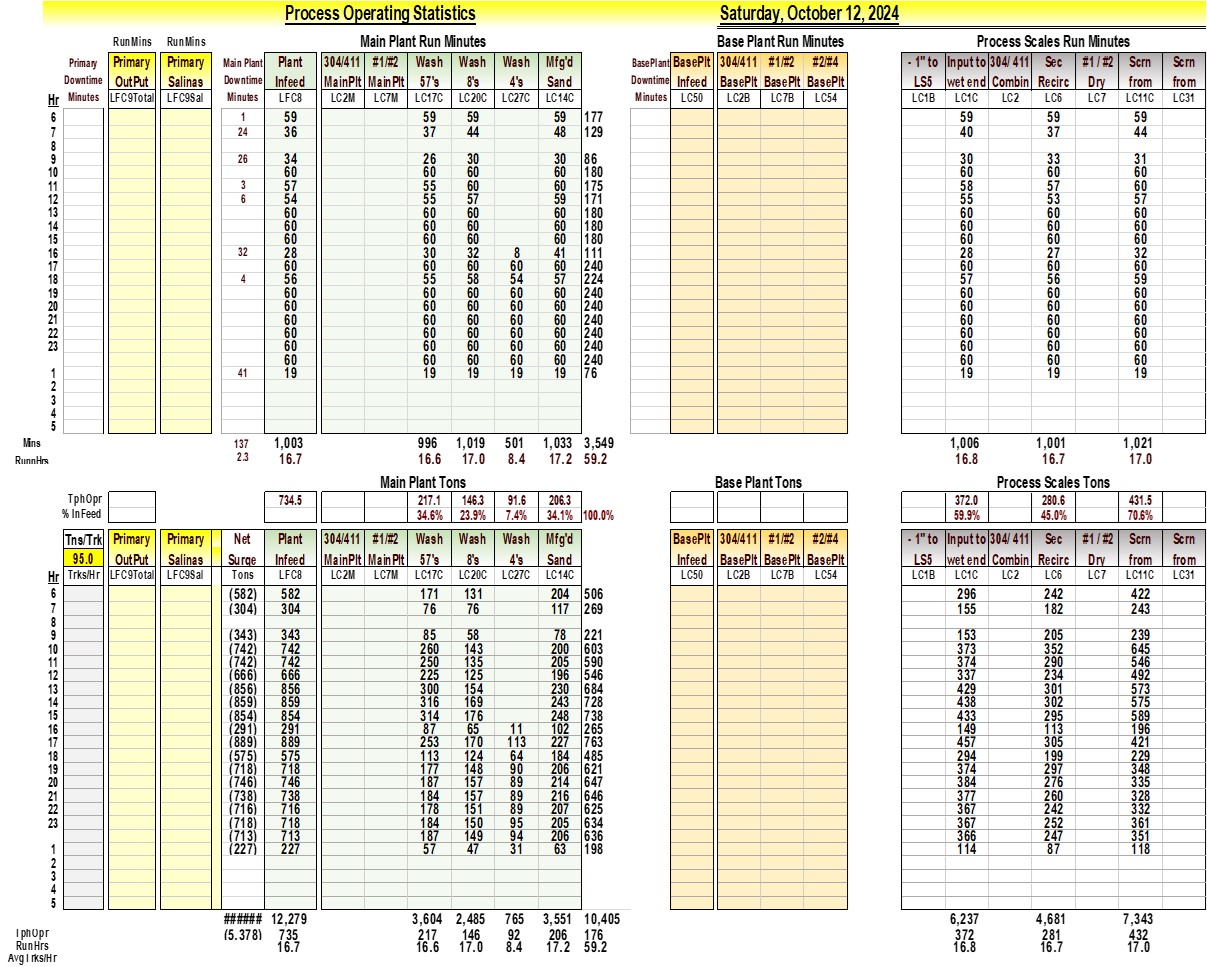 Process Operating Statistics Saturday, October 12, 2024
RunMins RunMins Main Plant Run Minutes Base Plant Run Minutes Process Scales Run Minutes
Primary Primary Primary Main Plant Plant 304/411 #1/#2 Wash Wash Wash Mfg'd BasePlant BasePlt 304/411 #1/#2 #2/#4 - 1" to Input to 304/ 411 Sec #1 / #2 Scrn Scrn
Downtime OutPut Salinas Downtime Infeed MainPlt MainPlt 57's 8's 4's Sand Downtime Infeed BasePlt BasePlt BasePlt LS5 wet end Combin Recirc Dry from from
Hr Minutes LFC9Total LFC9Sal Minutes LFC8 LC2M LC7M LC17C LC20C LC27C LC14C Minutes LC50 LC2B LC7B LC54 LC1B LC1C LC2 LC6 LC7 LC11C LC31
6 1 59 59 59 59 177 59 59 59
7 24 36 37 44 48 129 40 37 44
8
9 26 34 26 30 30 86 30 33 31
10 60 60 60 60 180 60 60 60
11 3 57 55 60 60 175 58 57 60
12 6 54 55 57 59 171 55 53 57
13 60 60 60 60 180 60 60 60
14 60 60 60 60 180 60 60 60
15 60 60 60 60 180 60 60 60
16 32 28 30 32 8 41 111 28 27 32
17 60 60 60 60 60 240 60 60 60
18 4 56 55 58 54 57 224 57 56 59
19 60 60 60 60 60 240 60 60 60
20 60 60 60 60 60 240 60 60 60
21 60 60 60 60 60 240 60 60 60
22 60 60 60 60 60 240 60 60 60
23 60 60 60 60 60 240 60 60 60
60 60 60 60 60 240 60 60 60
1 41 19 19 19 19 19 76 19 19 19
2
3
4
5
Mins 137 1,003 996 1,019 501 1,033 3,549 1,006 1,001 1,021
RunnHrs 2.3 16.7 16.6 17.0 8.4 17.2 59.2 16.8 16.7 17.0
Main Plant Tons Base Plant Tons Process Scales Tons
TphOpr 734.5 217.1 146.3 91.6 206.3 372.0 280.6 431.5
% InFeed 34.6% 23.9% 7.4% 34.1% 100.0% 59.9% 45.0% 70.6%
Tns/Trk Primary Primary Net Plant 304/411 #1/#2 Wash Wash Wash Mfg'd BasePlt 304/411 #1/#2 #2/#4 - 1" to Input to 304/ 411 Sec #1 / #2 Scrn Scrn
95.0 OutPut Salinas Surge Infeed MainPlt MainPlt 57's 8's 4's Sand Infeed BasePlt BasePlt BasePlt LS5 wet end Combin Recirc Dry from from
Hr Trks/Hr LFC9Total LFC9Sal Tons LFC8 LC2M LC7M LC17C LC20C LC27C LC14C LC50 LC2B LC7B LC54 LC1B LC1C LC2 LC6 LC7 LC11C LC31
6 (582) 582 171 131 204 506 296 242 422
7 (304) 304 76 76 117 269 155 182 243
8
9 (343) 343 85 58 78 221 153 205 239
10 (742) 742 260 143 200 603 373 352 645
11 (742) 742 250 135 205 590 374 290 546
12 (666) 666 225 125 196 546 337 234 492
13 (856) 856 300 154 230 684 429 301 573
14 (859) 859 316 169 243 728 438 302 575
15 (854) 854 314 176 248 738 433 295 589
16 (291) 291 87 65 11 102 265 149 113 196
17 (889) 889 253 170 113 227 763 457 305 421
18 (575) 575 113 124 64 184 485 294 199 229
19 (718) 718 177 148 90 206 621 374 297 348
20 (746) 746 187 157 89 214 647 384 276 335
21 (738) 738 184 157 89 216 646 377 260 328
22 (716) 716 178 151 89 207 625 367 242 332
23 (718) 718 184 150 95 205 634 367 252 361
(713) 713 187 149 94 206 636 366 247 351
1 (227) 227 57 47 31 63 198 114 87 118
2
3
4
5
###### 12,279 3,604 2,485 765 3,551 10,405 6,237 4,681 7,343
TphOpr (5.378) 735 217 146 92 206 176 372 281 432
RunHrs 16.7 16.6 17.0 8.4 17.2 59.2 16.8 16.7 17.0
AvgTrks/Hr